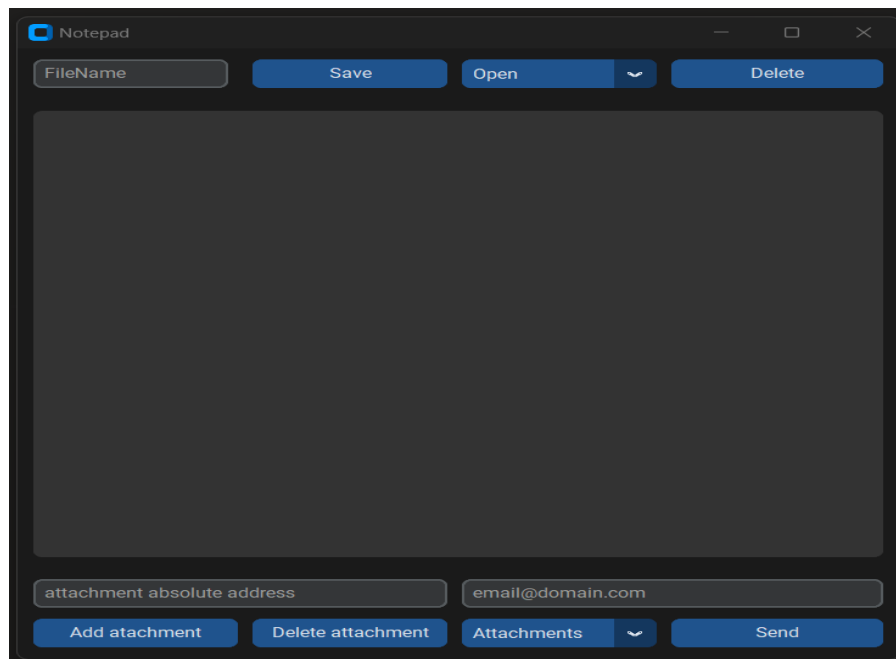 Notepad
FileName Save Open Delete
attachment absolute address email@domain.com
Add atachment Delete attachment Attachments Send